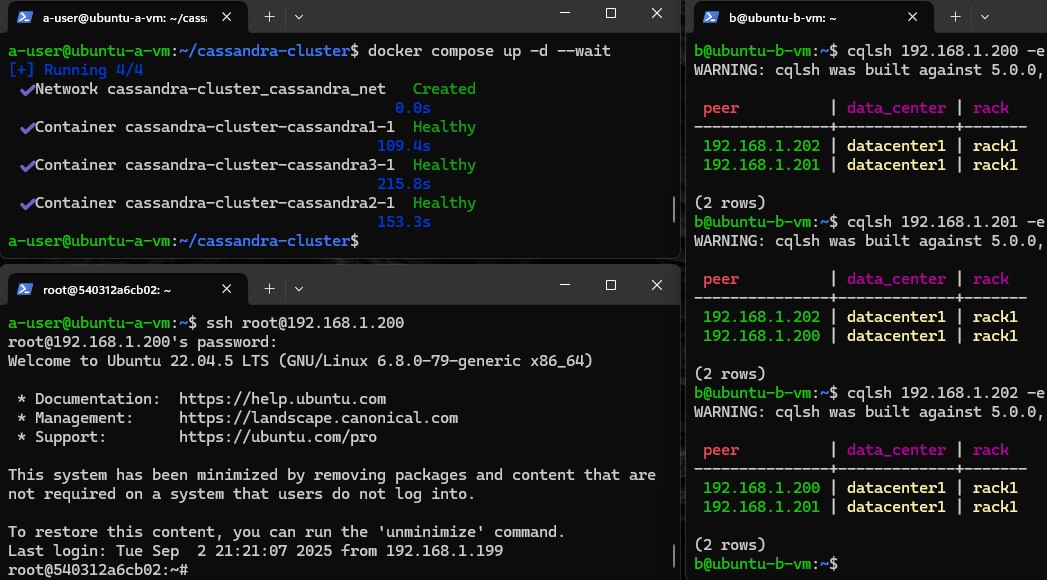 a-user@ubuntu-a-vm: ~/cassa
a-user@ubuntu-a-vm:~/cassandra-cluster$ docker compose up -d --wait
[+] Running 4/4
✔Network cassandra-cluster_cassandra_net   Created
0.0s
✔Container cassandra-cluster-cassandra1-1  Healthy
109.4s
✔Container cassandra-cluster-cassandra3-1  Healthy
215.8s
✔Container cassandra-cluster-cassandra2-1  Healthy
153.3s
a-user@ubuntu-a-vm:~/cassandra-cluster$
root@540312a6cb02: ~
a-user@ubuntu-a-vm:~$ ssh root@192.168.1.200
root@192.168.1.200's password:
Welcome to Ubuntu 22.04.5 LTS (GNU/Linux 6.8.0-79-generic x86_64)
* Documentation:  https://help.ubuntu.com
* Management:     https://landscape.canonical.com
* Support:        https://ubuntu.com/pro
This system has been minimized by removing packages and content that are
not required on a system that users do not log into.
To restore this content, you can run the 'unminimize' command.
Last login: Tue Sep  2 21:21:07 2025 from 192.168.1.199
root@540312a6cb02:~#
b@ubuntu-b-vm: ~
b@ubuntu-b-vm:~$ cqlsh 192.168.1.200 -e
WARNING: cqlsh was built against 5.0.0,
peer          | data_center | rack
---------------+-------------+-------
192.168.1.202 | datacenter1 | rack1
192.168.1.201 | datacenter1 | rack1
(2 rows)
b@ubuntu-b-vm:~$ cqlsh 192.168.1.201 -e
WARNING: cqlsh was built against 5.0.0,
peer          | data_center | rack
---------------+-------------+-------
192.168.1.202 | datacenter1 | rack1
192.168.1.200 | datacenter1 | rack1
(2 rows)
b@ubuntu-b-vm:~$ cqlsh 192.168.1.202 -e
WARNING: cqlsh was built against 5.0.0,
peer          | data_center | rack
---------------+-------------+-------
192.168.1.200 | datacenter1 | rack1
192.168.1.201 | datacenter1 | rack1
(2 rows)
b@ubuntu-b-vm:~$